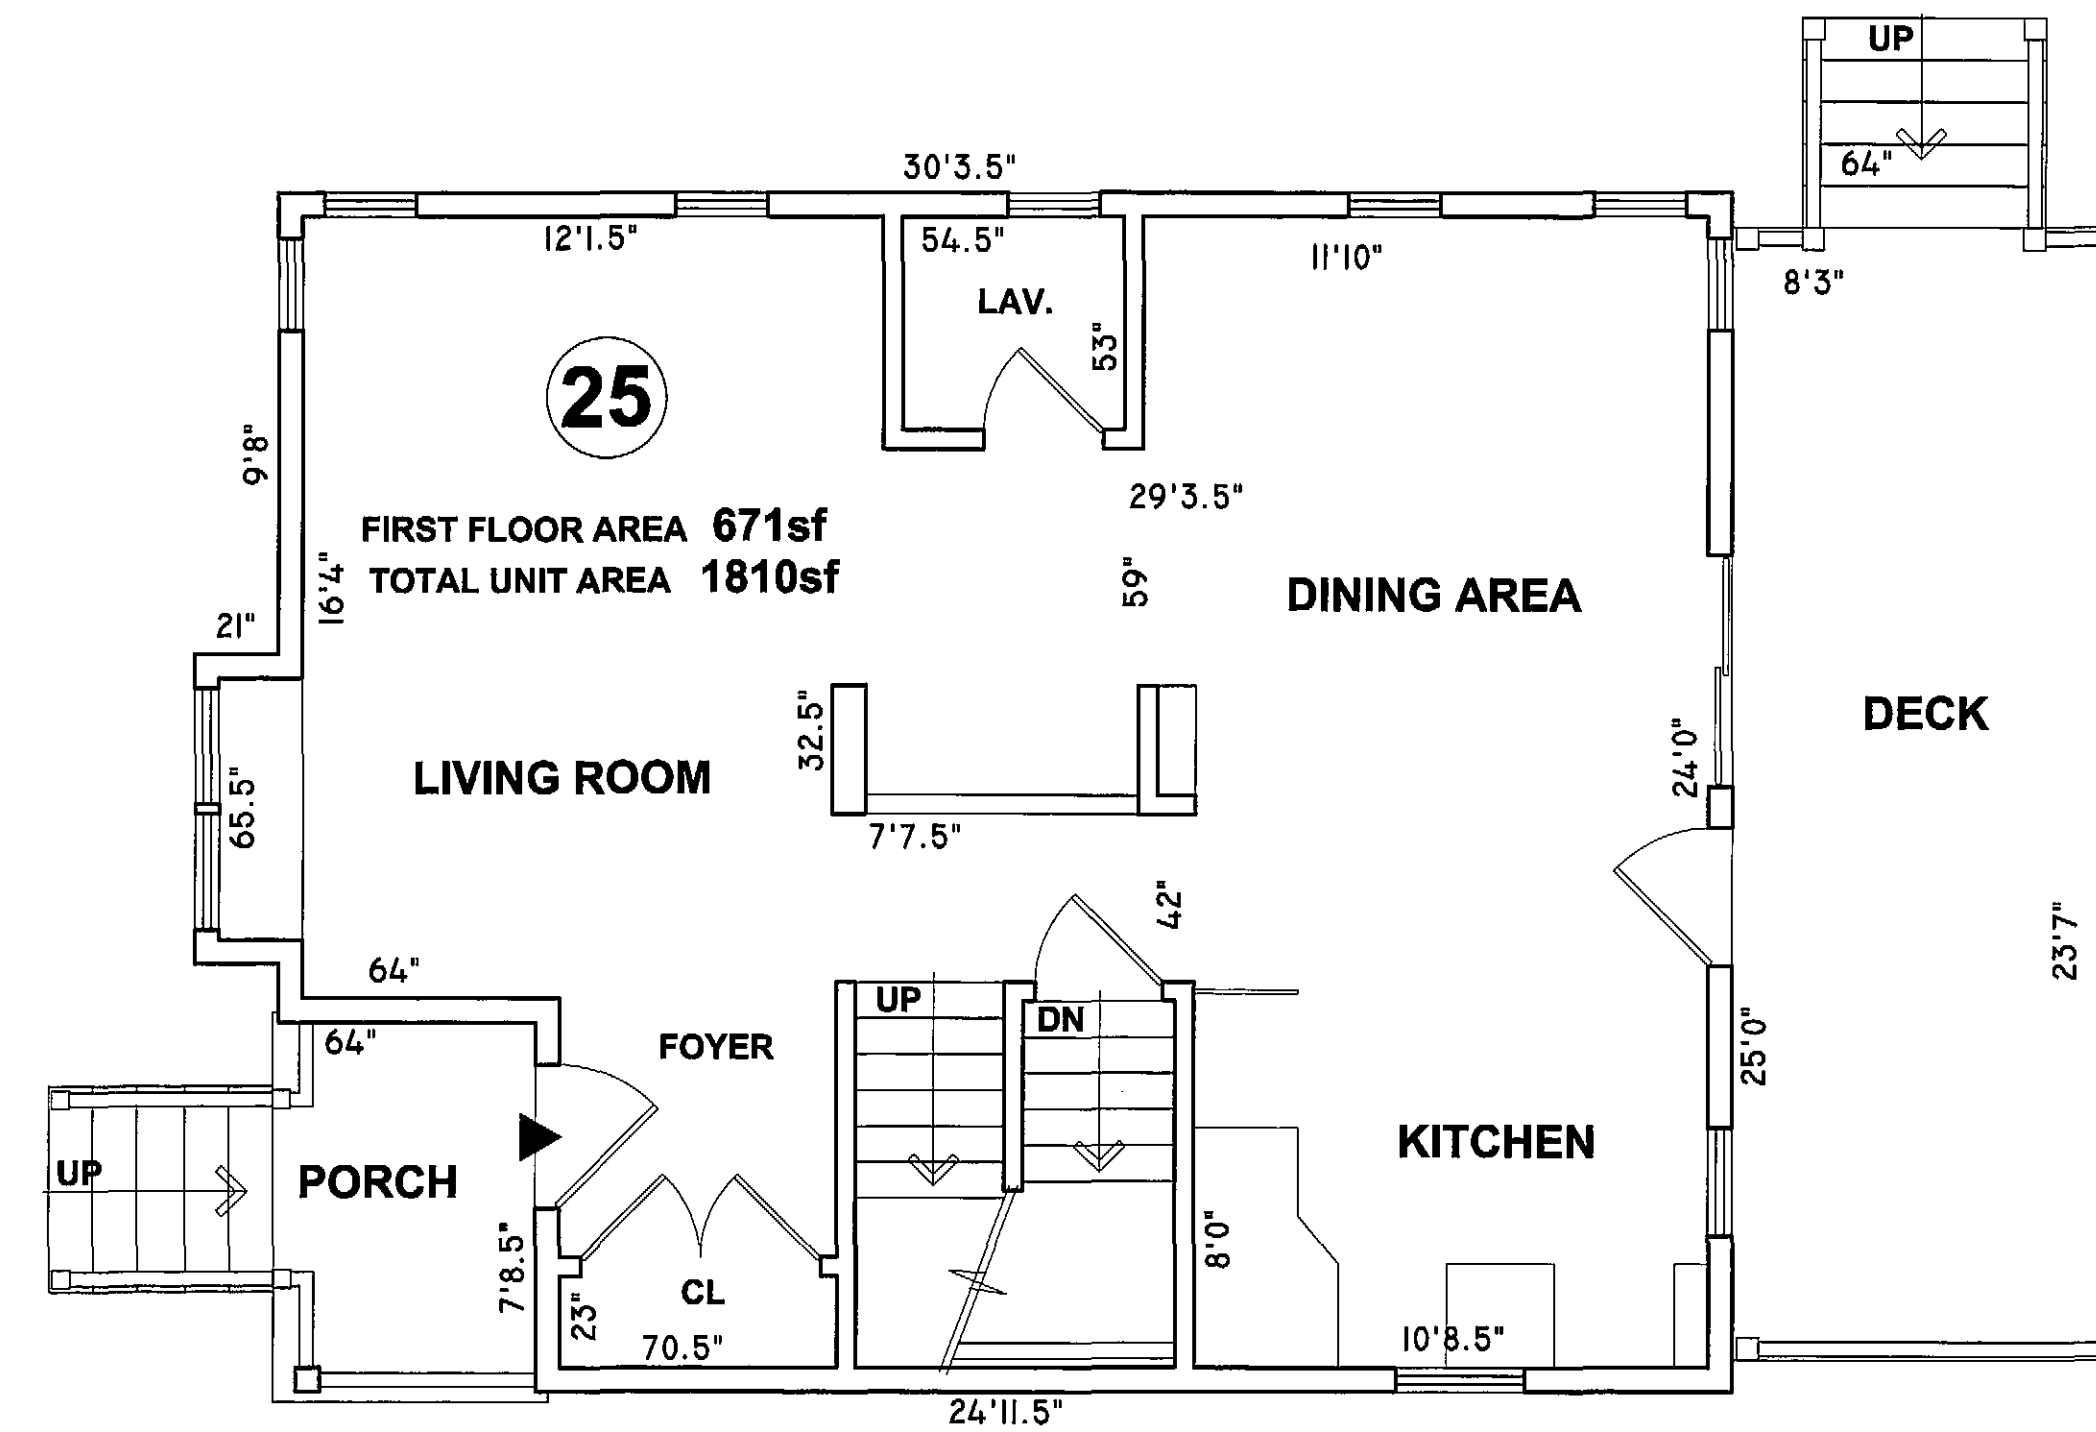 UP
64"
30'3.5"
12'1.5"
54.5"
11'10"
8'3"
LAV.
53"
25
9'8"
29'3.5"
FIRST FLOOR AREA 671sf
TOTAL UNIT AREA 1810sf
16'4"
59"
DINING AREA
21"
DECK
32.5"
24'0"
LIVING ROOM
65.5"
7'7.5"
42"
23'7"
64"
UP
DN
64"
FOYER
25'0"
KITCHEN
UP
PORCH
8'0"
7'8.5"
CL
23"
70.5"
10'8.5"
24'11.5"